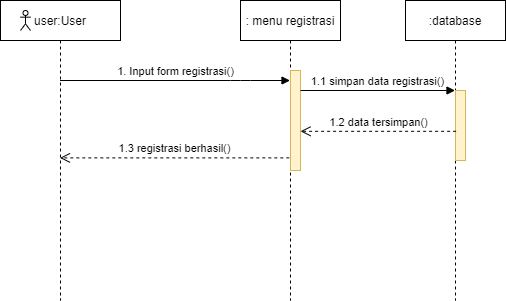 user:User
: menu registrasi
:database
1. Input form registrasi()
1.1 simpan data registrasi()
1.2 data tersimpan()
1.3 registrasi berhasil()